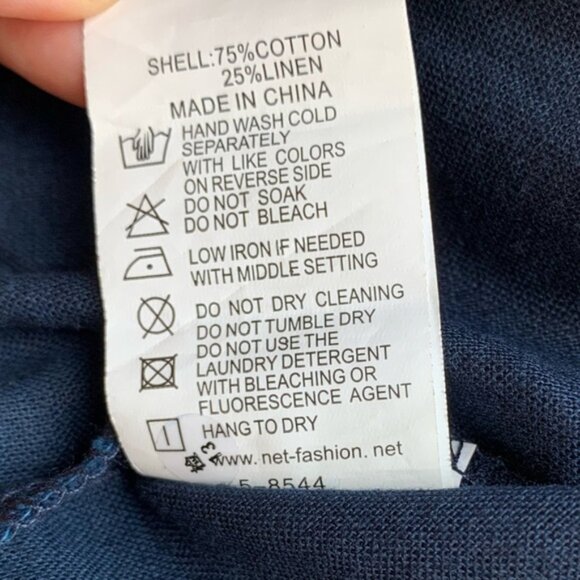 SHELL:75%COTTON
25%LINEN
MADE IN CHINA
HAND WASH COLD
SEPARATELY
WITH LIKE COLORS
ON REVERSE SIDE
DO NOT SOAK
DO NOT BLEACH
LOW IRON IF NEEDED
WITH MIDDLE SETTING
DO NOT DRY CLEANING
DO NOT TUMBLE DRY
DO NOT USE THE
LAUNDRY DETERGENT
WITH BLEACHING OR
FLUORESCENCE AGENT
HANG TO DRY
www.net-fashion.net
5 8544